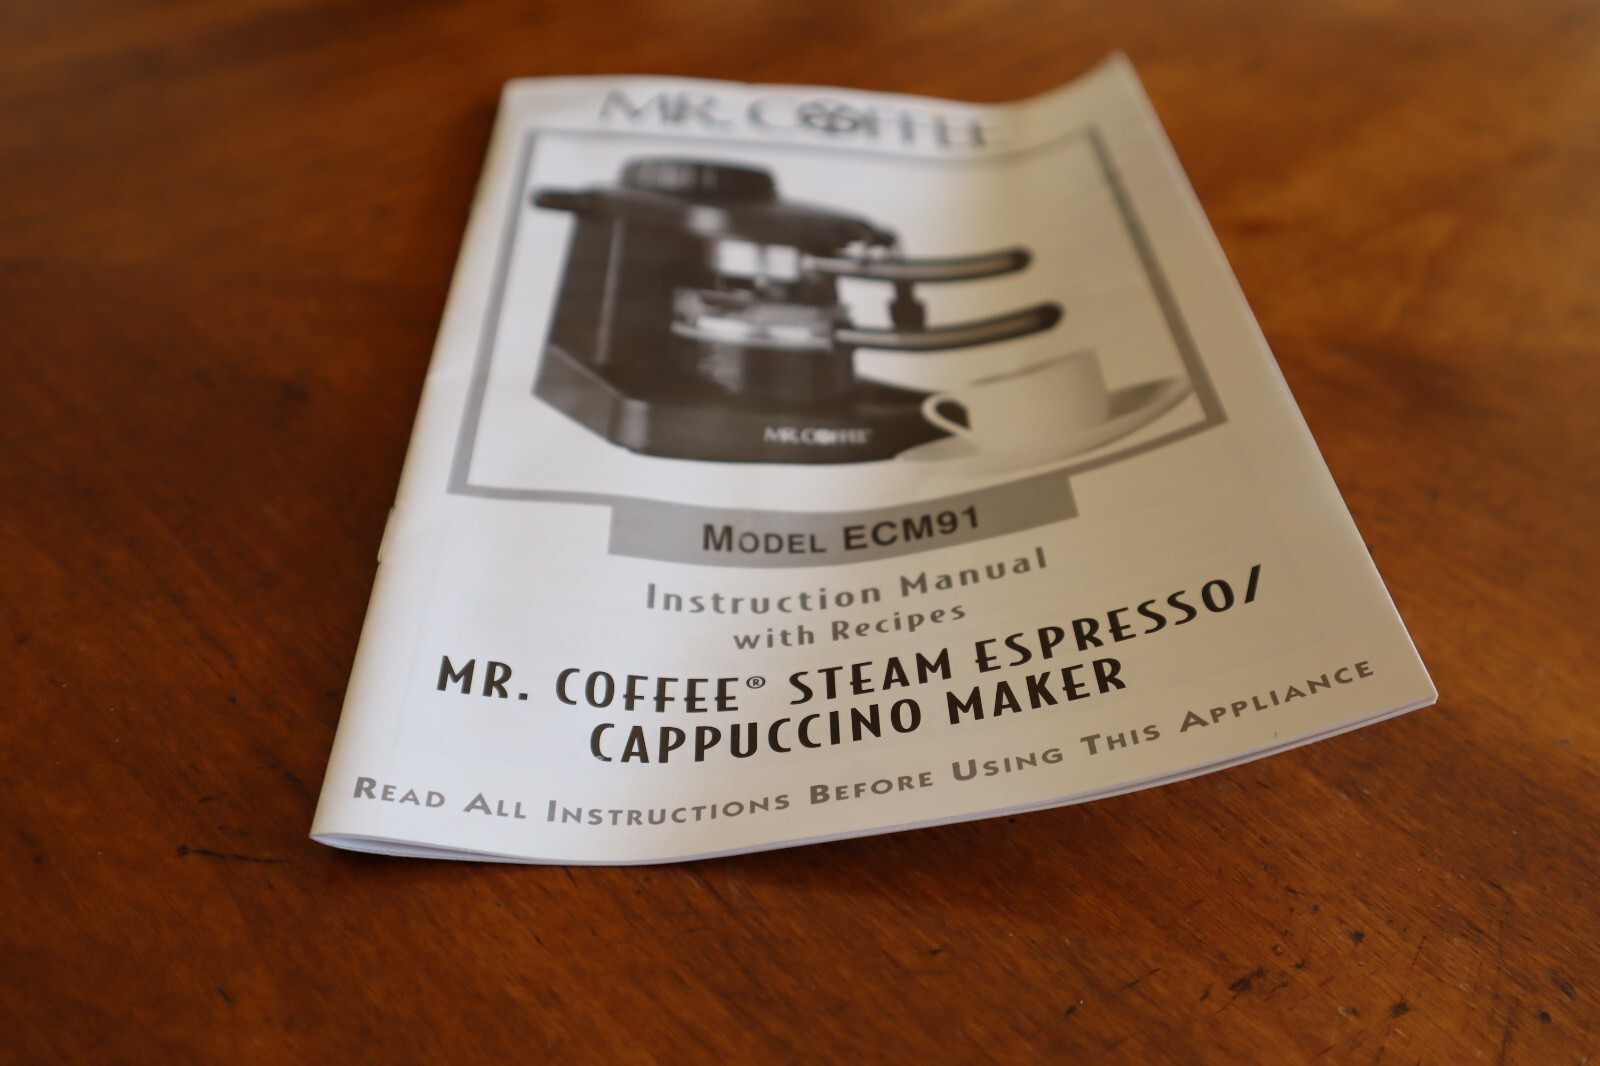 MR. COFFEE
MR. COFFEE
MODEL ECM91
Instruction Manual
with Recipes
MR. COFFEE® STEAM ESPRESSO/
CAPPUCCINO MAKER
READ ALL INSTRUCTIONS BEFORE USING THIS APPLIANCE